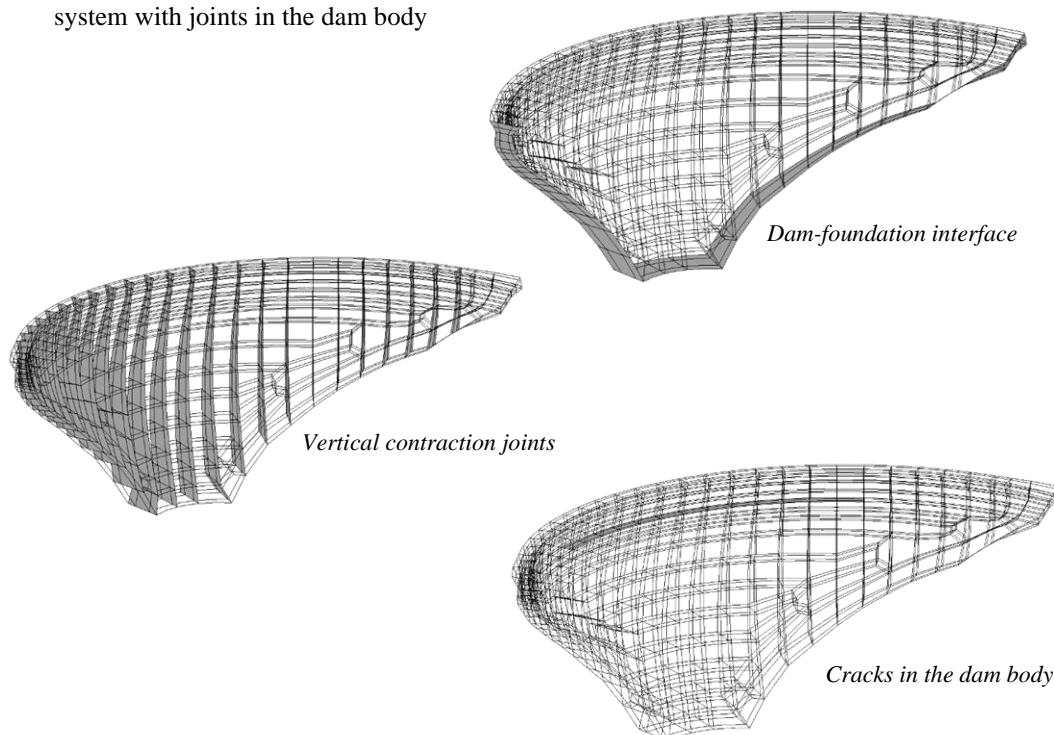 system with joints in the dam body
Dam-foundation interface
Vertical contraction joints
Cracks in the dam body